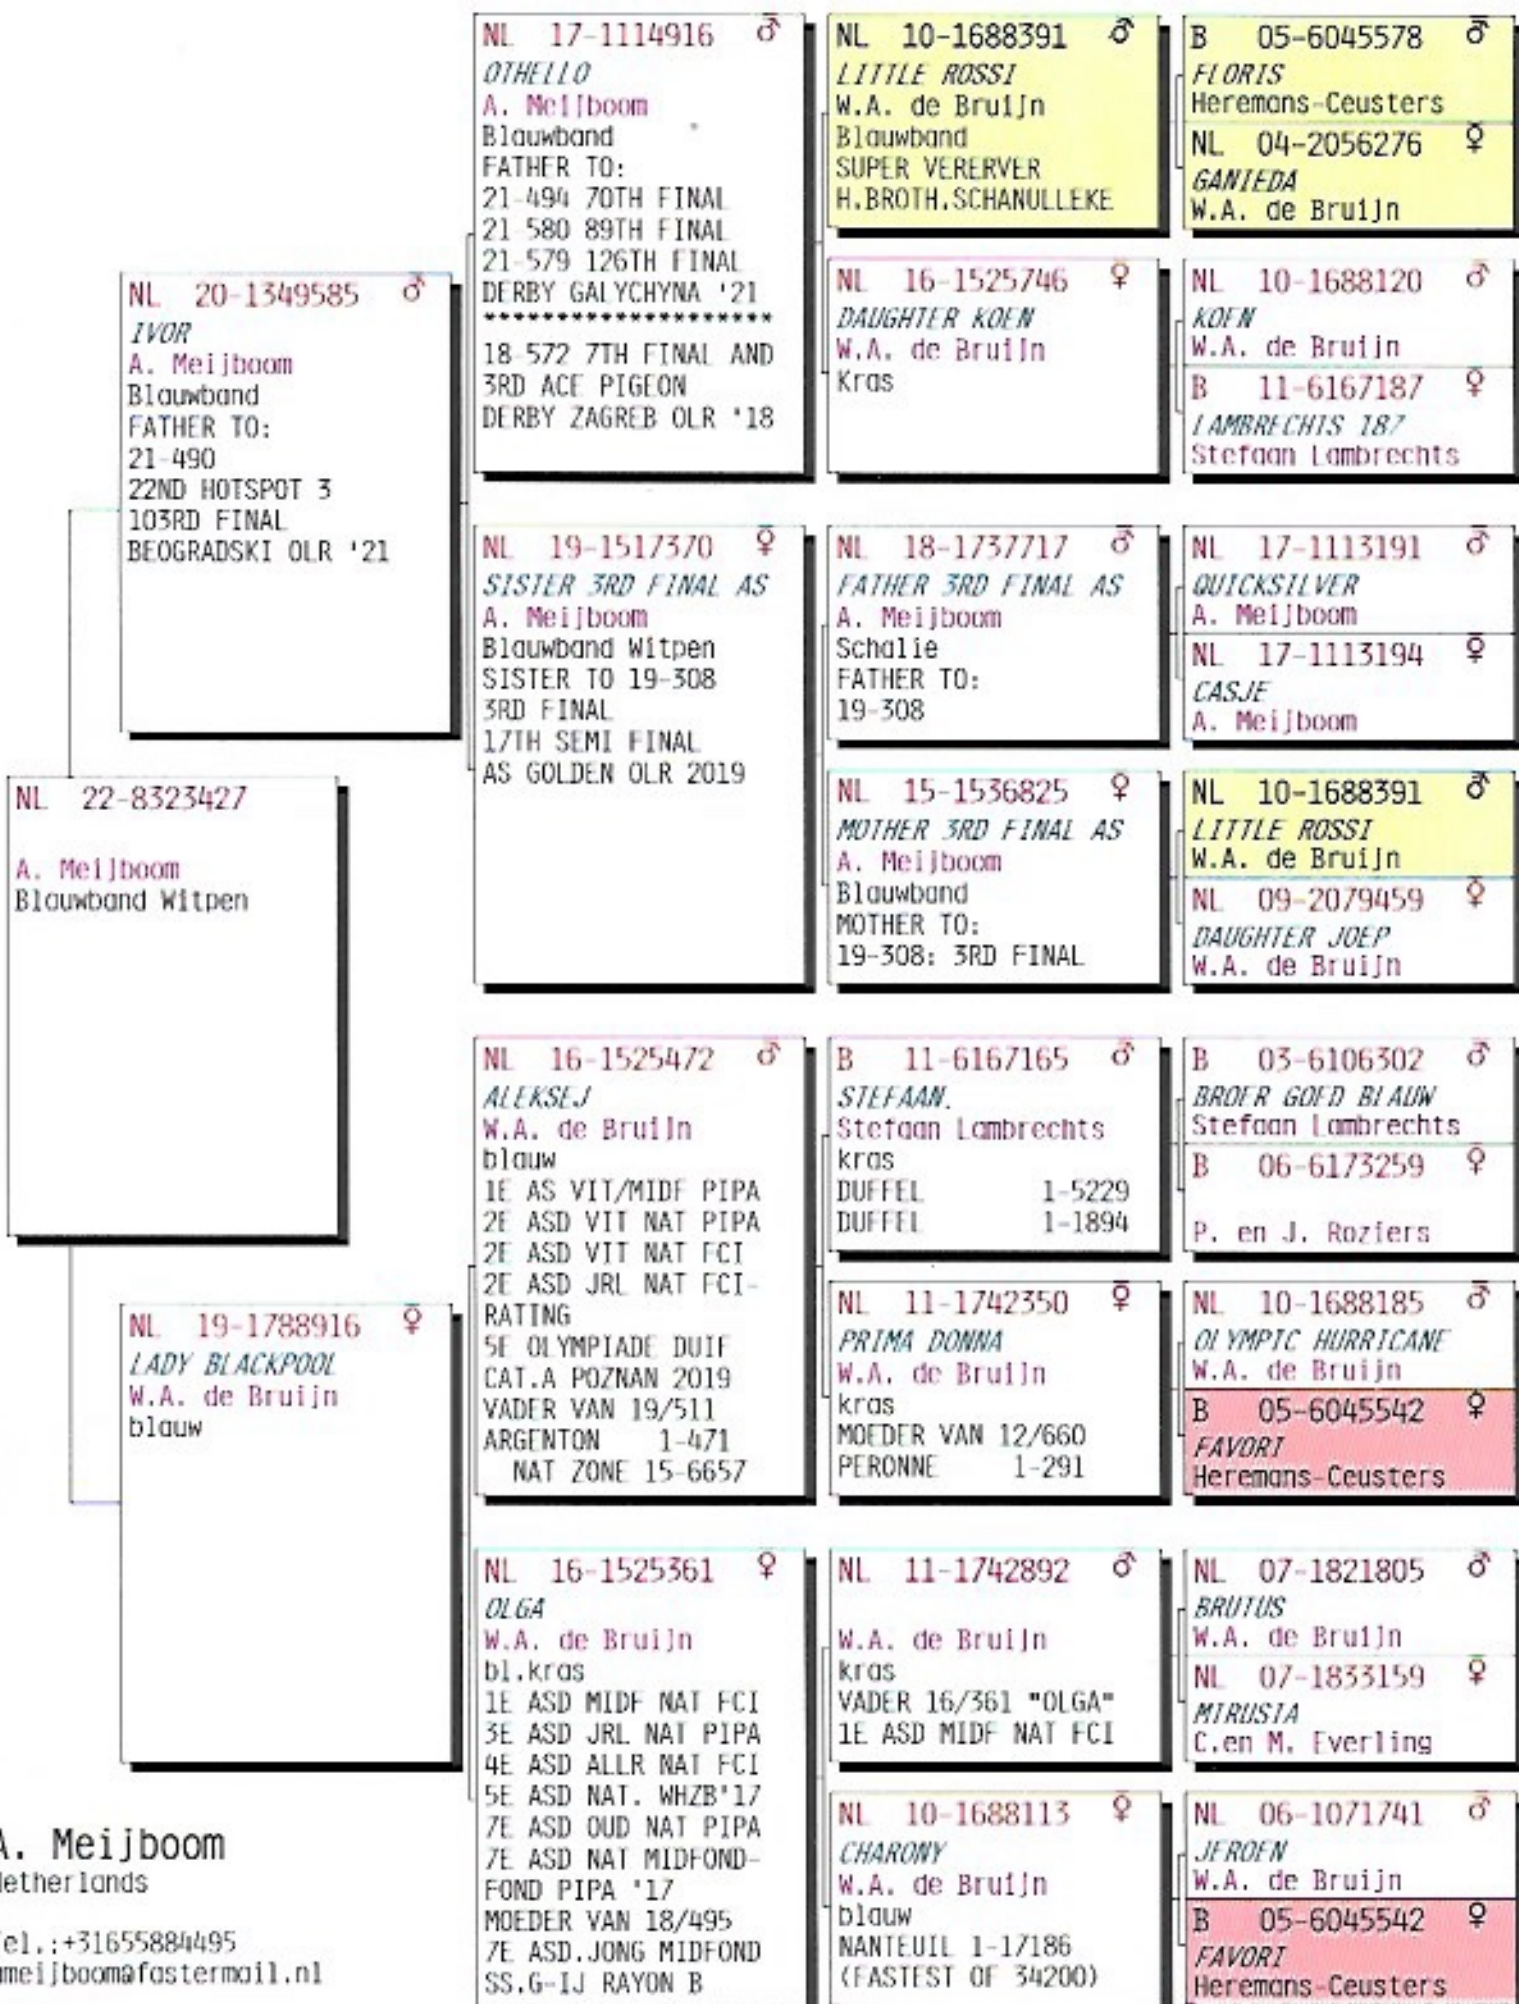 NL 22-8323427
A. Meijboom
Blauwband Witpen
NL 20-1349585 ♂
IVOR
A. Meijboom
Blauwband
FATHER TO:
21-490
22ND HOTSPOT 3
103RD FINAL
BEOGRADSKI OLR '21
NL 19-1788916 ♀
LADY BLACKPOOL
W.A. de Bruijn
blauw
NL 17-1114916 ♂
OTHELLO
A. Meijboom
Blauwband
FATHER TO:
21-494 70TH FINAL
21-580 89TH FINAL
21-579 126TH FINAL
DERBY GALYCHYNA '21
********************
18-572 7TH FINAL AND
3RD ACE PIGEON
DERBY ZAGREB OLR '18
NL 19-1517370 ♀
SISTER 3RD FINAL AS
A. Meijboom
Blauwband Witpen
SISTER TO 19-308
3RD FINAL
17TH SEMI FINAL
AS GOLDEN OLR 2019
NL 16-1525472 ♂
ALEKSEJ
W.A. de Bruijn
blauw
1E AS VIT/MIDF PIPA
2E ASD VIT NAT PIPA
2E ASD VIT NAT FCI
2E ASD JRL NAT FCI-
RATING
5E OLYMPIADE DUIF
CAT.A POZNAN 2019
VADER VAN 19/511
ARGENTON 1-471
NAT ZONE 15-6657
NL 16-1525361 ♀
OLGA
W.A. de Bruijn
bl.kras
1E ASD MIDF NAT FCI
3E ASD JRL NAT PIPA
4E ASD ALLR NAT FCI
5E ASD NAT. WHZB'17
7E ASD OUD NAT PIPA
7E ASD NAT MIDFOND-
FOND PIPA '17
MOEDER VAN 18/495
7E ASD.JONG MIDFOND
SS.G-IJ RAYON B
NL 10-1688391 ♂
LITTLE ROSSI
W.A. de Bruijn
Blauwband
SUPER VERERVER
H.BROTH.SCHANULLEKE
NL 16-1525746 ♀
DAUGHTER KOEN
W.A. de Bruijn
Kras
NL 18-1737717 ♂
FATHER 3RD FINAL AS
A. Meijboom
Schalie
FATHER TO:
19-308
NL 15-1536825 ♀
MOTHER 3RD FINAL AS
A. Meijboom
Blauwband
MOTHER TO:
19-308: 3RD FINAL
B 11-6167165 ♂
STEFAAN.
Stefaan Lambrechts
kras
DUFFEL 1-5229
DUFFEL 1-1894
NL 11-1742350 ♀
PRIMA DONNA
W.A. de Bruijn
kras
MOEDER VAN 12/660
PERONNE 1-291
NL 11-1742892 ♂
W.A. de Bruijn
kras
VADER 16/361 "OLGA"
1E ASD MIDF NAT FCI
NL 10-1688113 ♀
CHARONY
W.A. de Bruijn
blauw
NANTEUIL 1-17186
(FASTEST OF 34200)
B 05-6045578 ♂
FLORIS
Heremans-Ceusters
NL 04-2056276 ♀
GANIEDA
W.A. de Bruijn
NL 10-1688120 ♂
KOEN
W.A. de Bruijn
B 11-6167187 ♀
LAMBRECHTS 187
Stefaan Lambrechts
NL 17-1113191 ♂
QUICKSILVER
A. Meijboom
NL 17-1113194 ♀
CASJE
A. Meijboom
NL 10-1688391 ♂
LITTLE ROSSI
W.A. de Bruijn
NL 09-2079459 ♀
DAUGHTER JOEP
W.A. de Bruijn
B 03-6106302 ♂
BROER GOED BLAUW
Stefaan Lambrechts
B 06-6173259 ♀
P. en J. Roziers
NL 10-1688185 ♂
OLYMPIC HURRICANE
W.A. de Bruijn
B 05-6045542 ♀
FAVORI
Heremans-Ceusters
NL 07-1821805 ♂
BRUTUS
W.A. de Bruijn
NL 07-1833159 ♀
MIRUSIA
C.en M. Everling
NL 06-1071741 ♂
JEROEN
W.A. de Bruijn
B 05-6045542 ♀
FAVORI
Heremans-Ceusters
A. Meijboom
Netherlands
Tel.:+31655884495
ameijboom@fastermail.nl